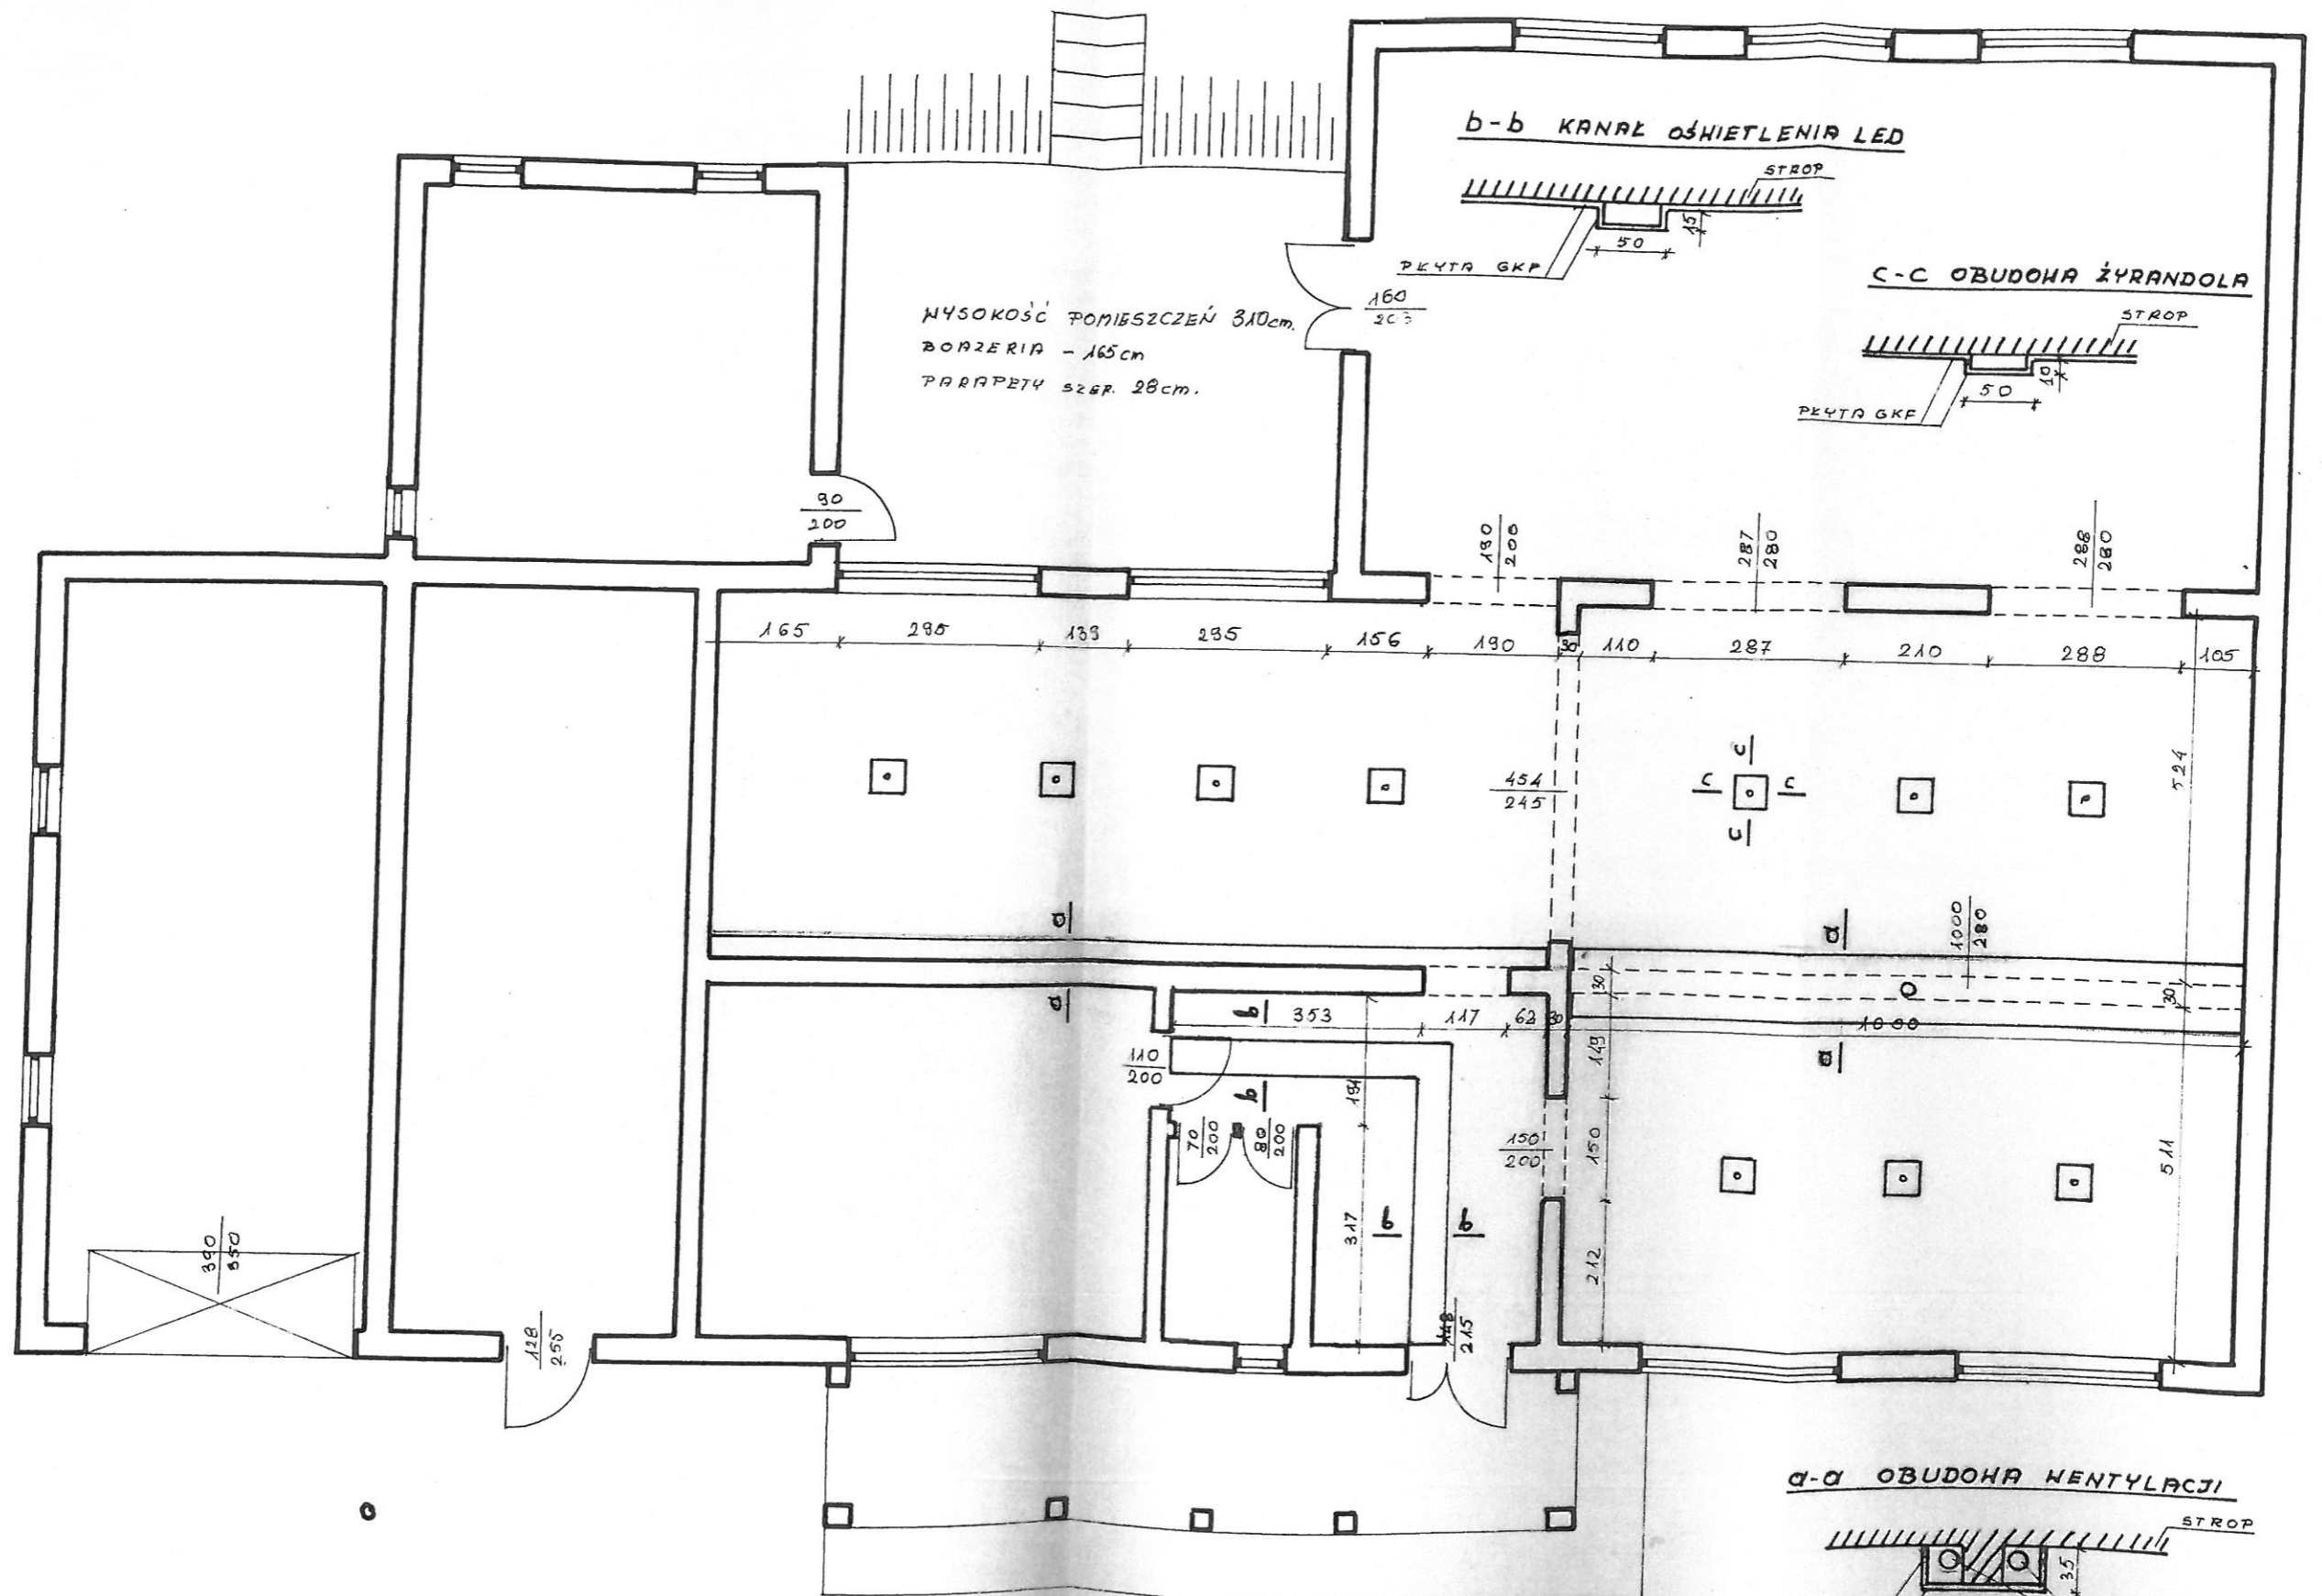 b-b KANAŁ OŚWIETLENIA LED
STROP
15
50
PŁYTA GKF
C-C OBUDOWA ŻYRANDOLA
STROP
10
50
PŁYTA GKF
WYSOKOŚĆ POMIESZCZEŃ 310cm.
BOAZERIA - 165cm
PARAPETY SZER. 28cm.
160
203
90
200
190
200
287
280
288
280
165 295 139 295 156 190 30 110 287 210 288 105
524
454
245
c
c c
c
a
a
1000
280
a
a
30
30
b 353 117 62 30 1000
149
110
200
b
191
70
200
80
200
150
200
150
511
317
b b
212
390
350
128
255
148
215
a-a OBUDOWA WENTYLACJI
STROP
35